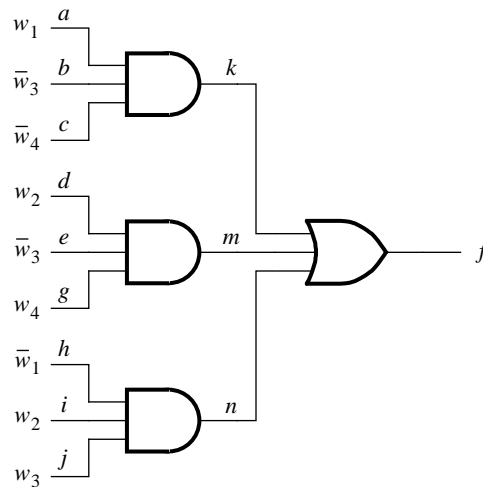 w₁ a
w̅₃ b k
w̅₄ c
w₂ d
w̅₃ e m f
w₄ g
w̅₁ h
w₂ i n
w₃ j